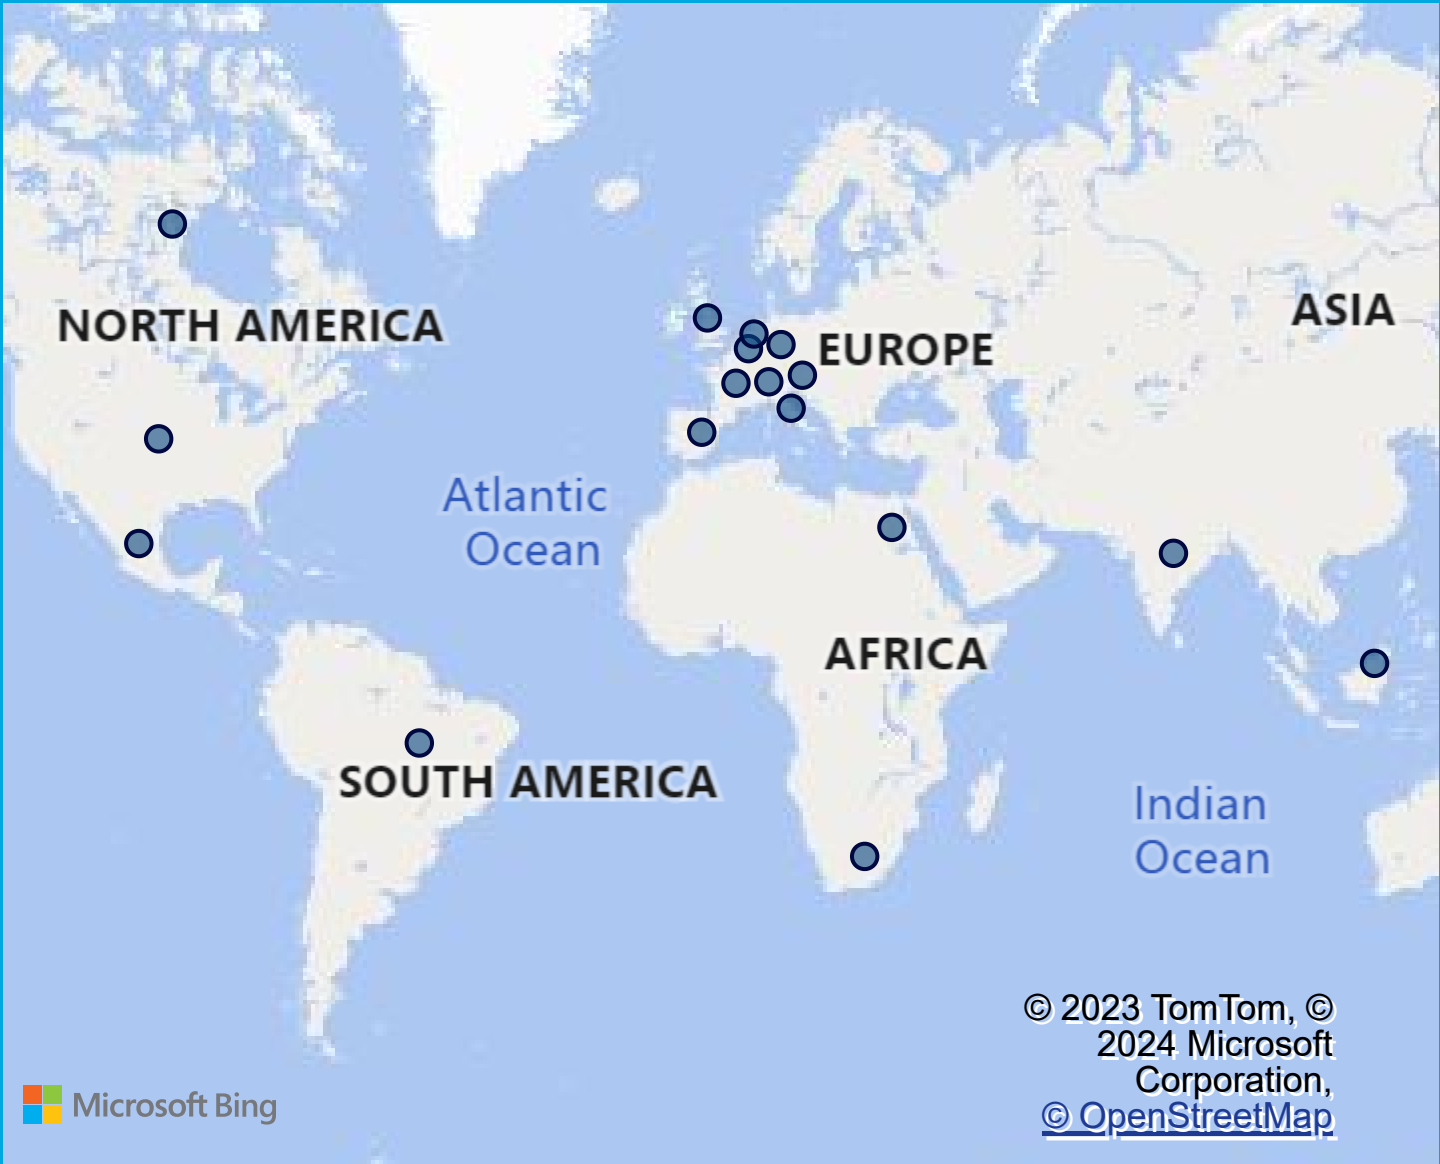 NORTH AMERICA
EUROPE
ASIA
Atlantic
Ocean
AFRICA
SOUTH AMERICA
Indian
Ocean
© 2023 TomTom, ©
2024 Microsoft
Corporation,
© OpenStreetMap
Microsoft Bing